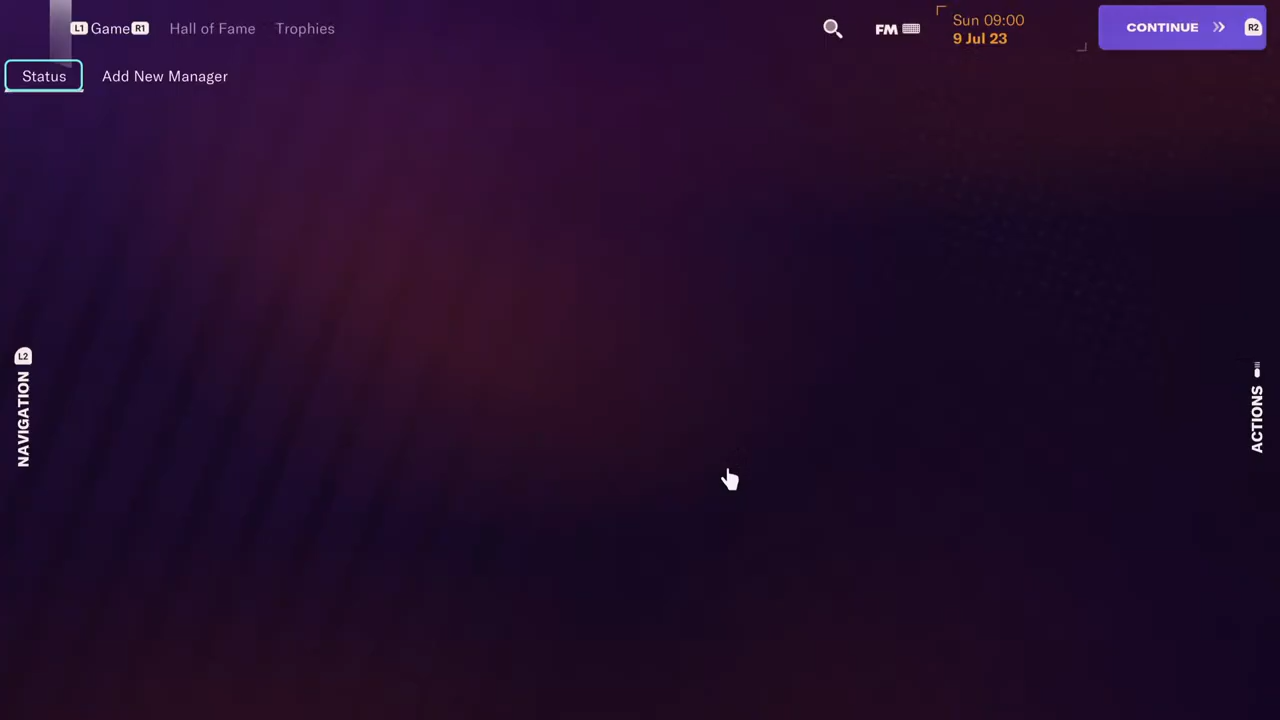 L1 Game R1 Hall of Fame Trophies
FM
Sun 09:00
9 Jul 23
CONTINUE R2
Status Add New Manager
L2
NAVIGATION
ACTIONS